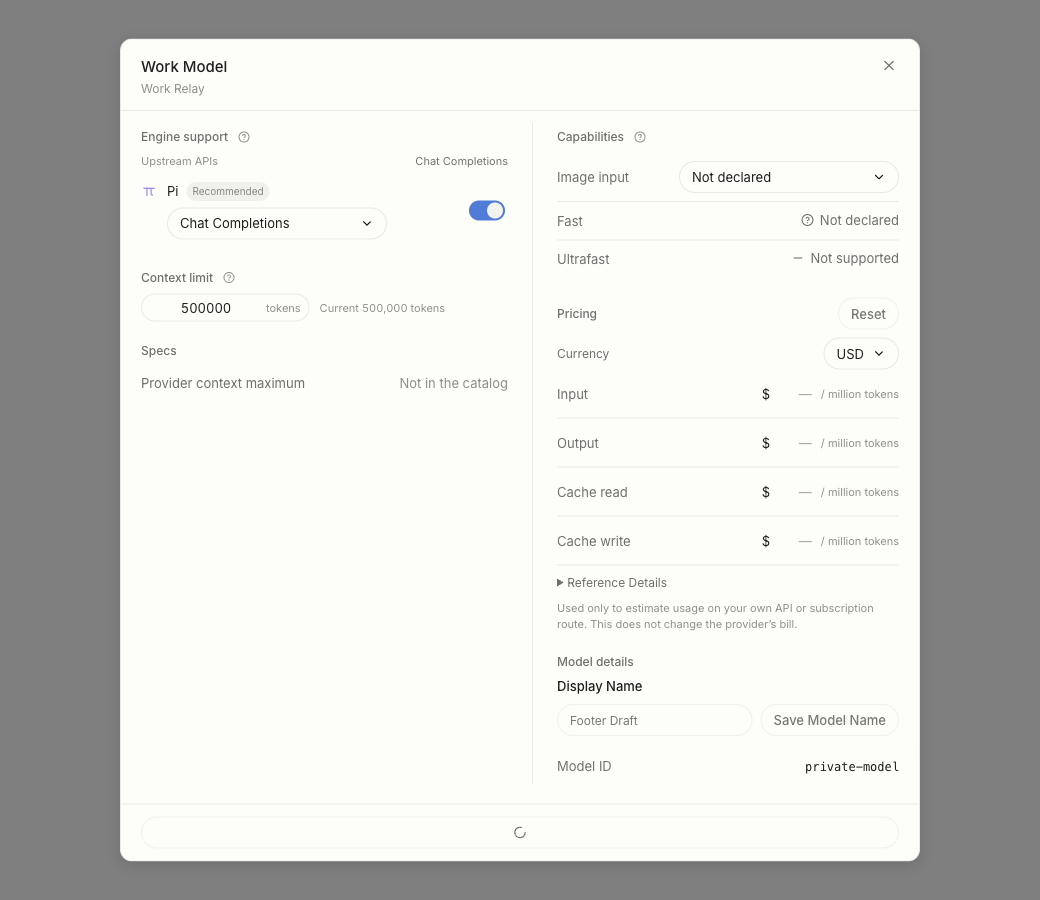 Work Model
Work Relay
Engine support
Upstream APIs Chat Completions
Pi Recommended
Chat Completions
Context limit
500000 tokens Current 500,000 tokens
Specs
Provider context maximum Not in the catalog
Capabilities
Image input Not declared
Fast Not declared
Ultrafast — Not supported
Pricing Reset
Currency USD
Input $ — / million tokens
Output $ — / million tokens
Cache read $ — / million tokens
Cache write $ — / million tokens
Reference Details
Used only to estimate usage on your own API or subscription
route. This does not change the provider’s bill.
Model details
Display Name
Footer Draft Save Model Name
Model ID private-model